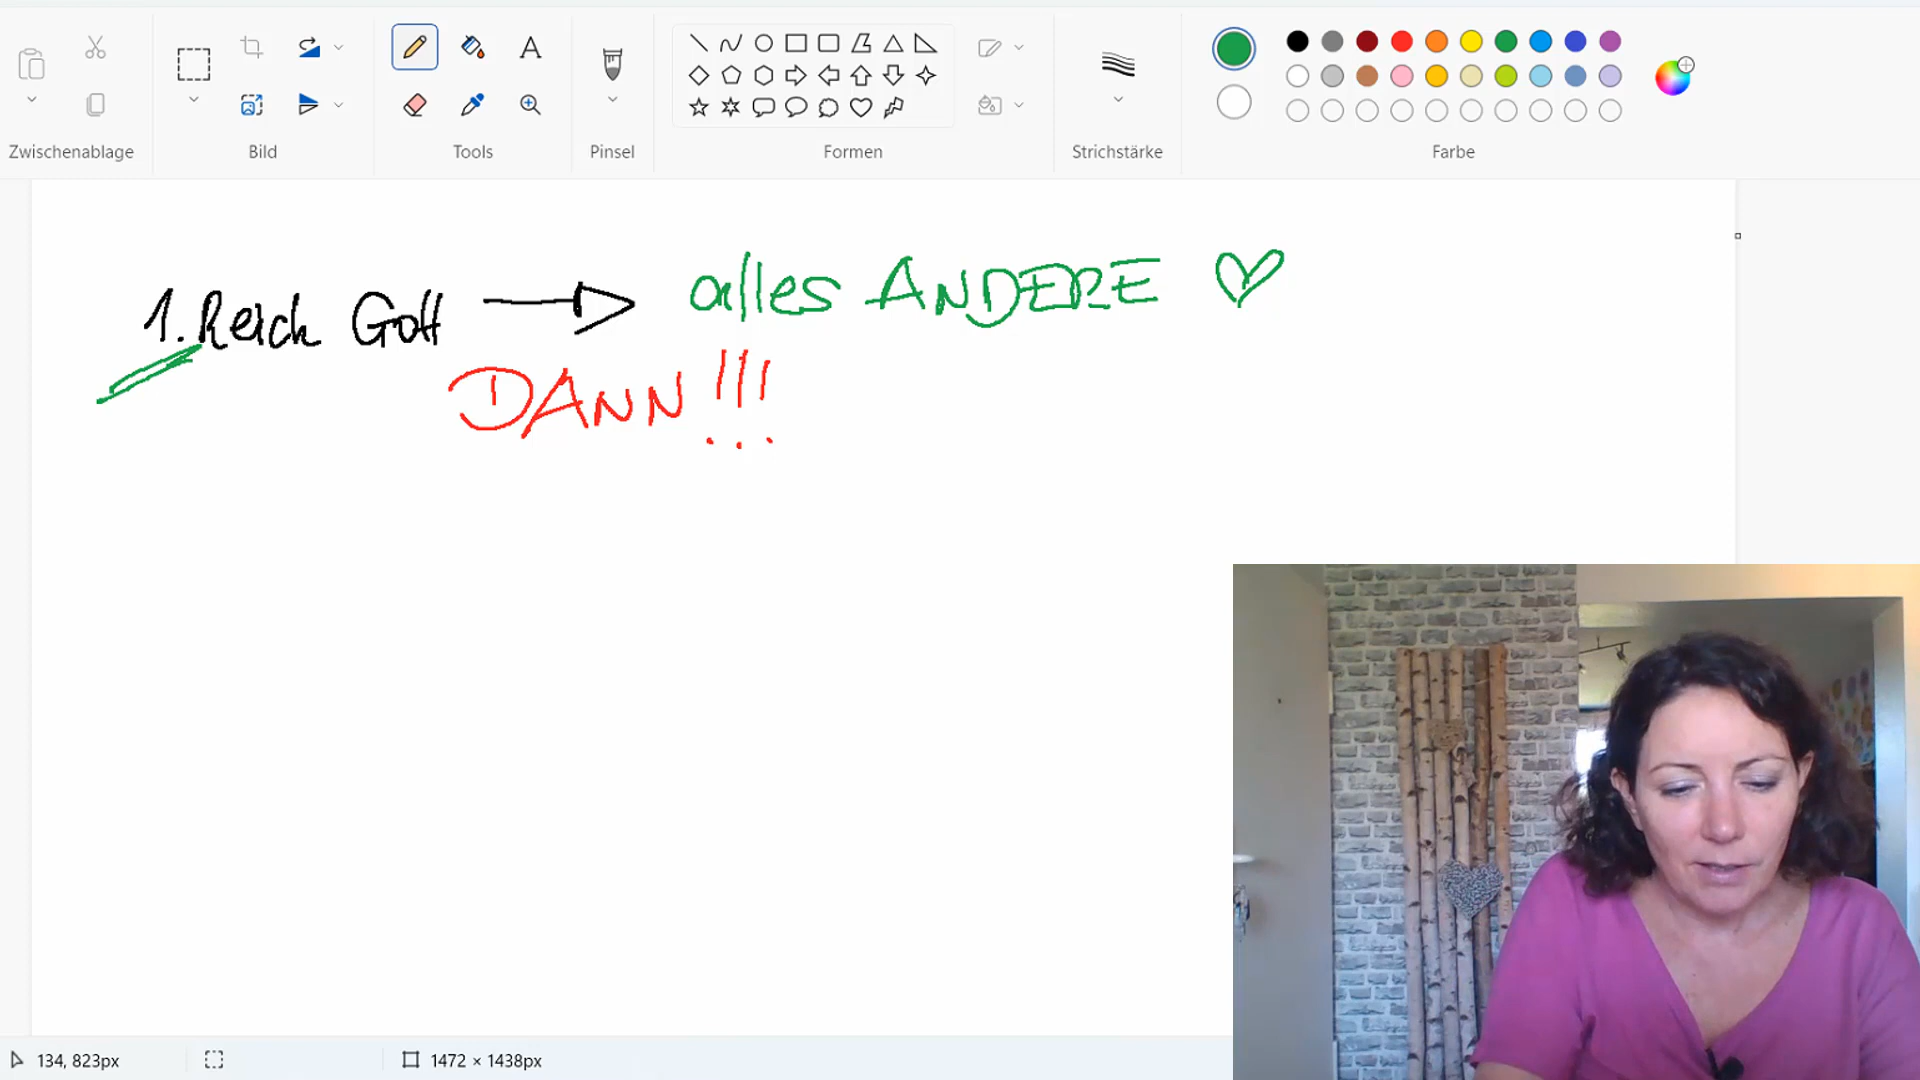 Zwischenablage Bild Tools Pinsel Formen Strichstärke Farbe
1. Reich Gott → alles ANDERE ♡
DANN!!!
134, 823px 1472 × 1438px